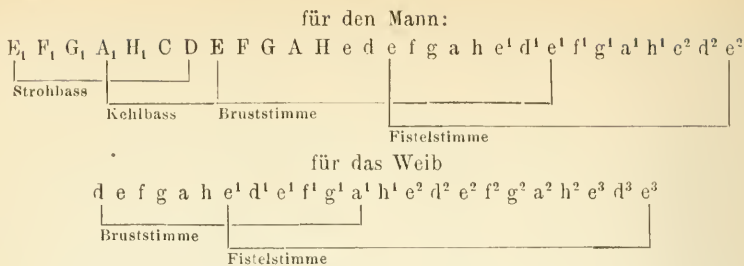 für den Mann:
E₁ F₁ G₁ A₁ H₁ C D E F G A H c d e f g a h c¹ d¹ e¹ f¹ g¹ a¹ h¹ c² d² e²
Strohbass
Kehlbass Bruststimme
Fistelstimme
für das Weib
d e f g a h c¹ d¹ e¹ f¹ g¹ a¹ h¹ c² d² e² f² g² a² h² c³ d³ e³
Bruststimme
Fistelstimme